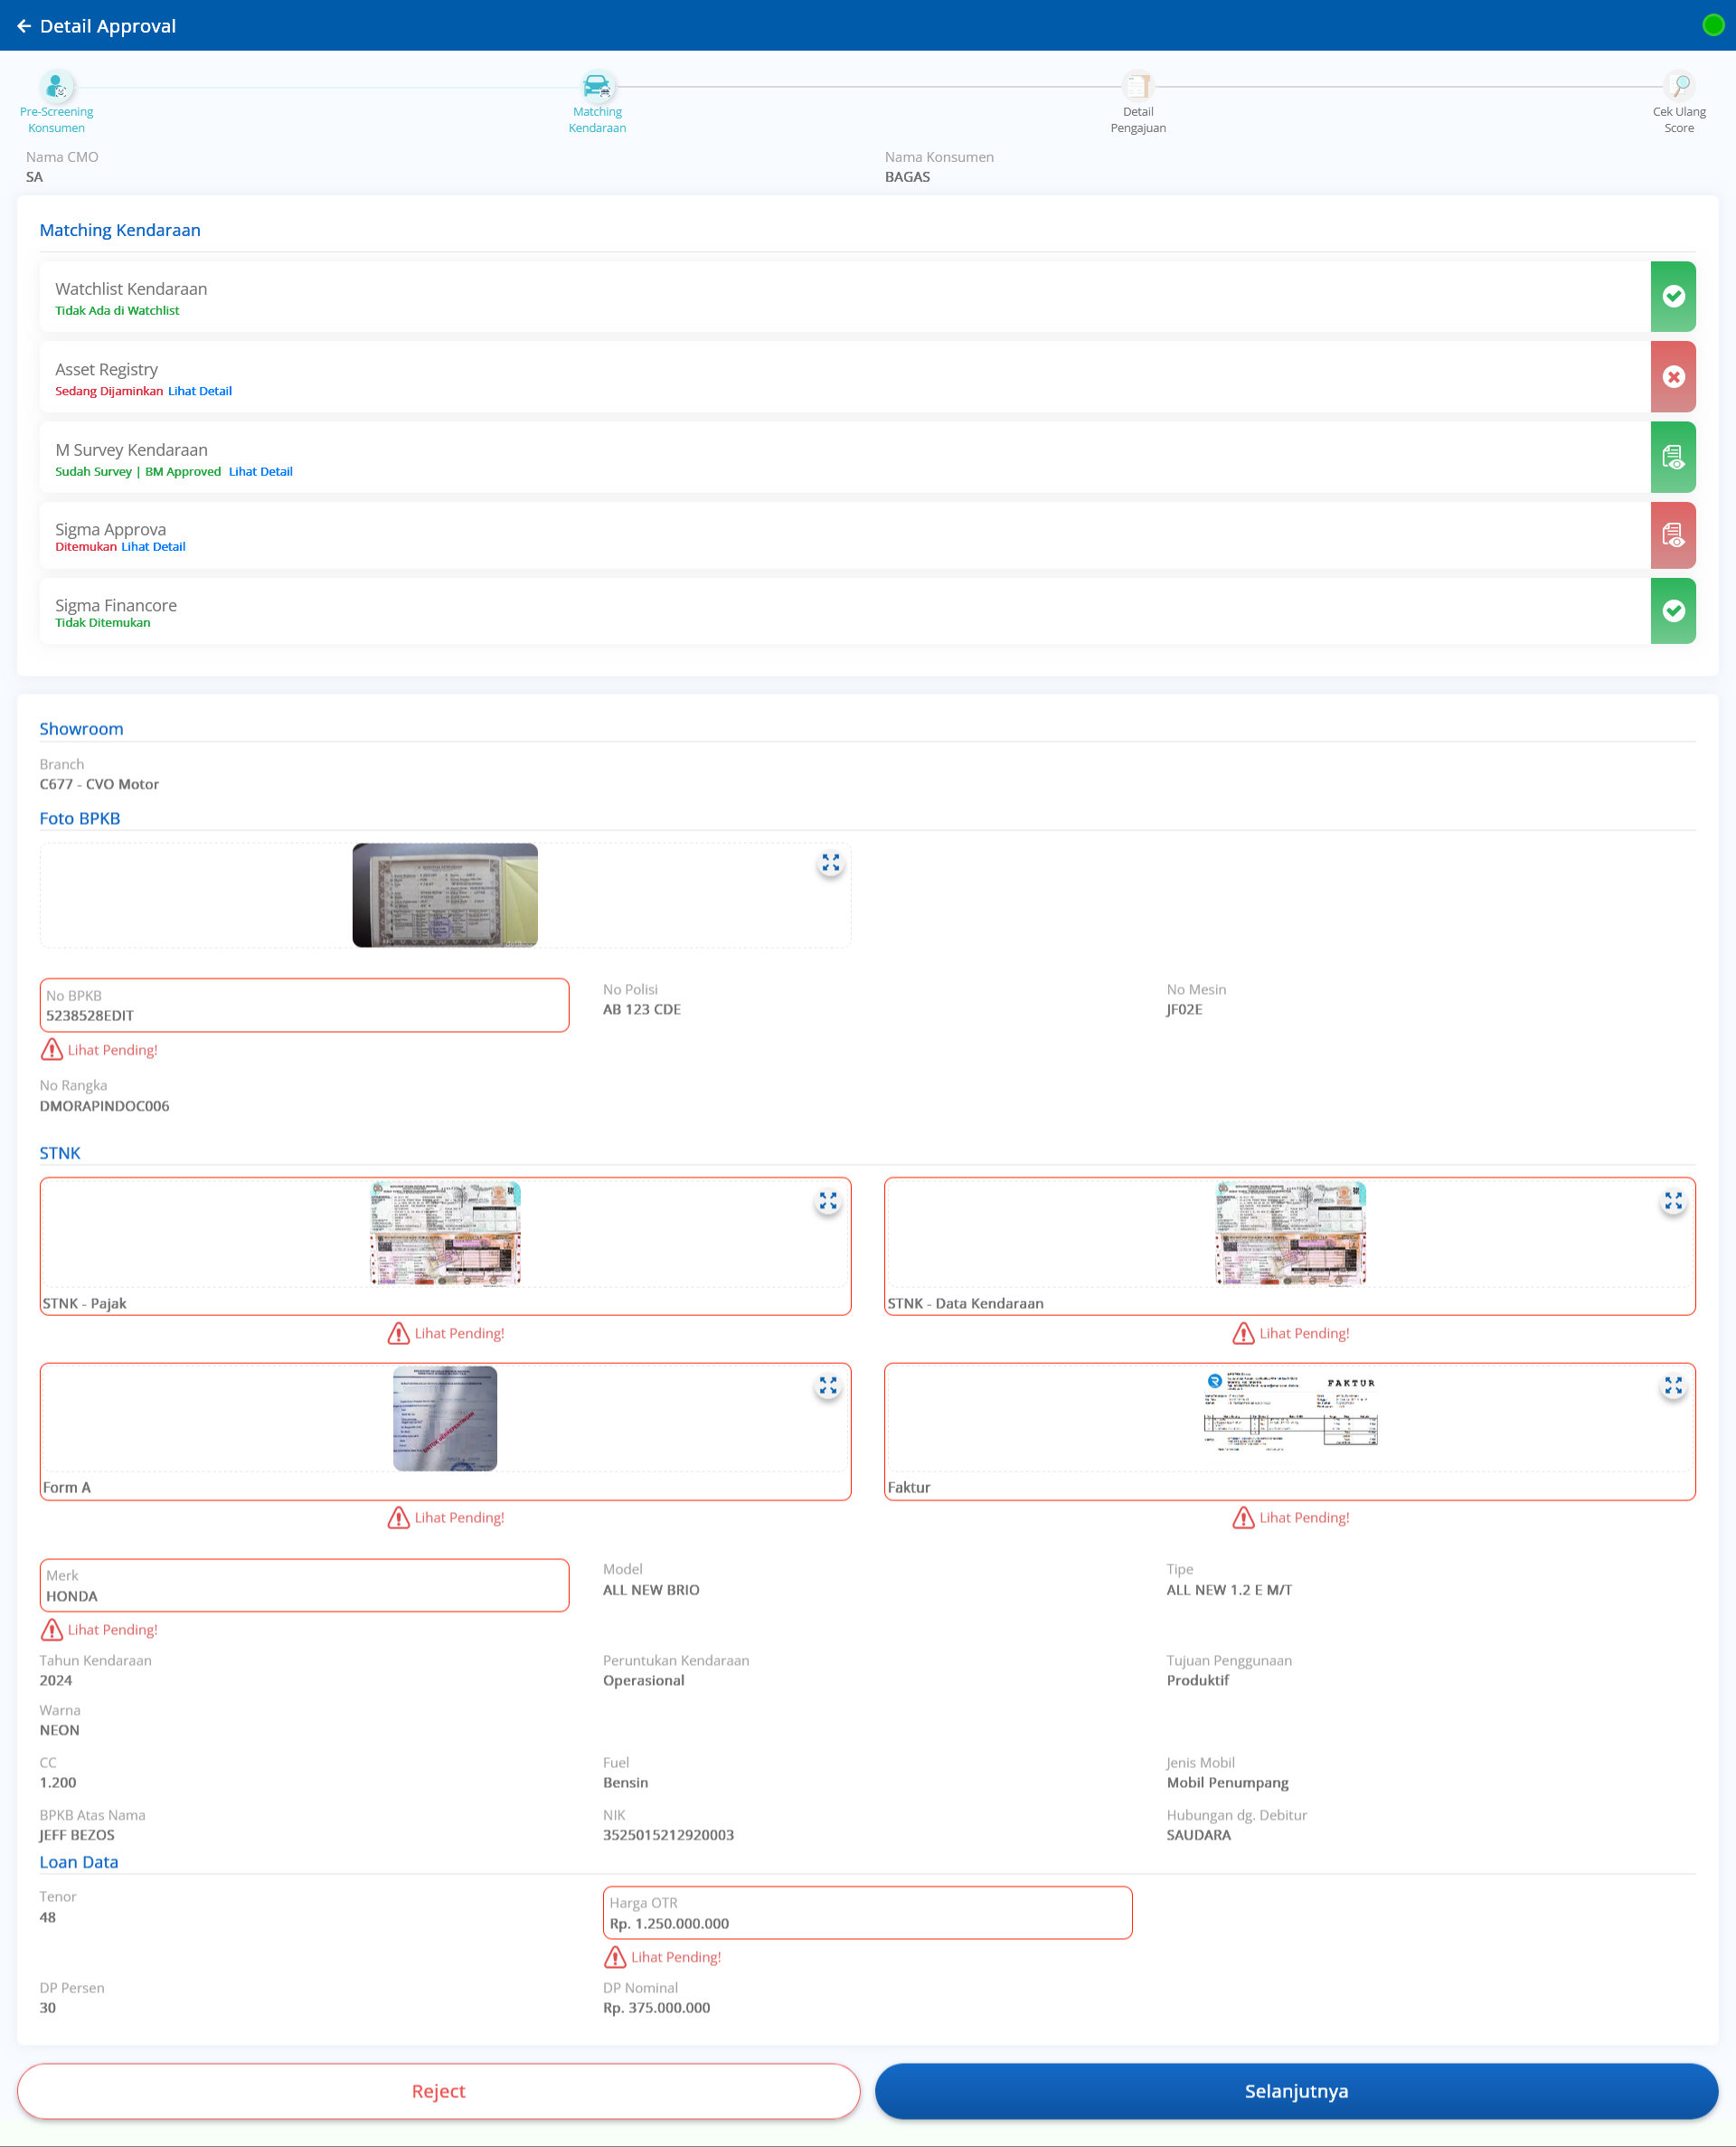 Detail Approval
Pre-Screening
Konsumen
Matching
Kendaraan
Detail
Pengajuan
Cek Ulang
Score
Nama CMO
SA
Nama Konsumen
BAGAS
Matching Kendaraan
Watchlist Kendaraan
Tidak Ada di Watchlist
Asset Registry
Sedang Dijaminkan Lihat Detail
M Survey Kendaraan
Sudah Survey | BM Approved Lihat Detail
Sigma Approva
Ditemukan Lihat Detail
Sigma Financore
Tidak Ditemukan
Showroom
Branch
C677 - CVO Motor
Foto BPKB
No BPKB
5238528EDIT
Lihat Pending!
No Polisi
AB 123 CDE
No Mesin
JF02E
No Rangka
DMORAPINDOC006
STNK
STNK - Pajak
Lihat Pending!
STNK - Data Kendaraan
Lihat Pending!
Form A
Lihat Pending!
FAKTUR
Faktur
Lihat Pending!
Merk
HONDA
Lihat Pending!
Model
ALL NEW BRIO
Tipe
ALL NEW 1.2 E M/T
Tahun Kendaraan
2024
Peruntukan Kendaraan
Operasional
Tujuan Penggunaan
Produktif
Warna
NEON
CC
1.200
Fuel
Bensin
Jenis Mobil
Mobil Penumpang
BPKB Atas Nama
JEFF BEZOS
NIK
3525015212920003
Hubungan dg. Debitur
SAUDARA
Loan Data
Tenor
48
Harga OTR
Rp. 1.250.000.000
Lihat Pending!
DP Persen
30
DP Nominal
Rp. 375.000.000
Reject
Selanjutnya